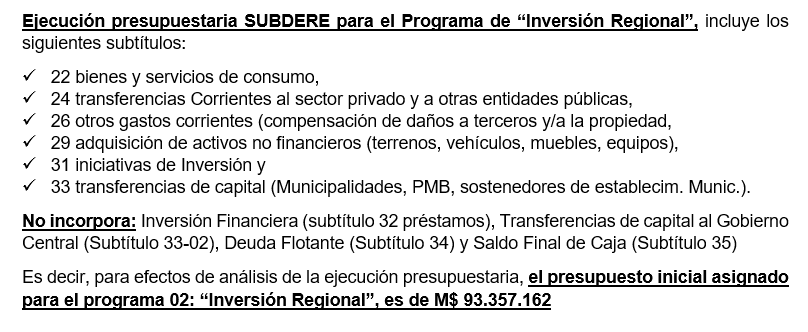 Ejecución presupuestaria SUBDERE para el Programa de “Inversión Regional”, incluye los
siguientes subtítulos:
✓ 22 bienes y servicios de consumo,
✓ 24 transferencias Corrientes al sector privado y a otras entidades públicas,
✓ 26 otros gastos corrientes (compensación de daños a terceros y/a la propiedad,
✓ 29 adquisición de activos no financieros (terrenos, vehículos, muebles, equipos),
✓ 31 iniciativas de Inversión y
✓ 33 transferencias de capital (Municipalidades, PMB, sostenedores de establecim. Munic.).
No incorpora: Inversión Financiera (subtítulo 32 préstamos), Transferencias de capital al Gobierno
Central (Subtítulo 33-02), Deuda Flotante (Subtítulo 34) y Saldo Final de Caja (Subtítulo 35)
Es decir, para efectos de análisis de la ejecución presupuestaria, el presupuesto inicial asignado
para el programa 02: “Inversión Regional”, es de M$ 93.357.162